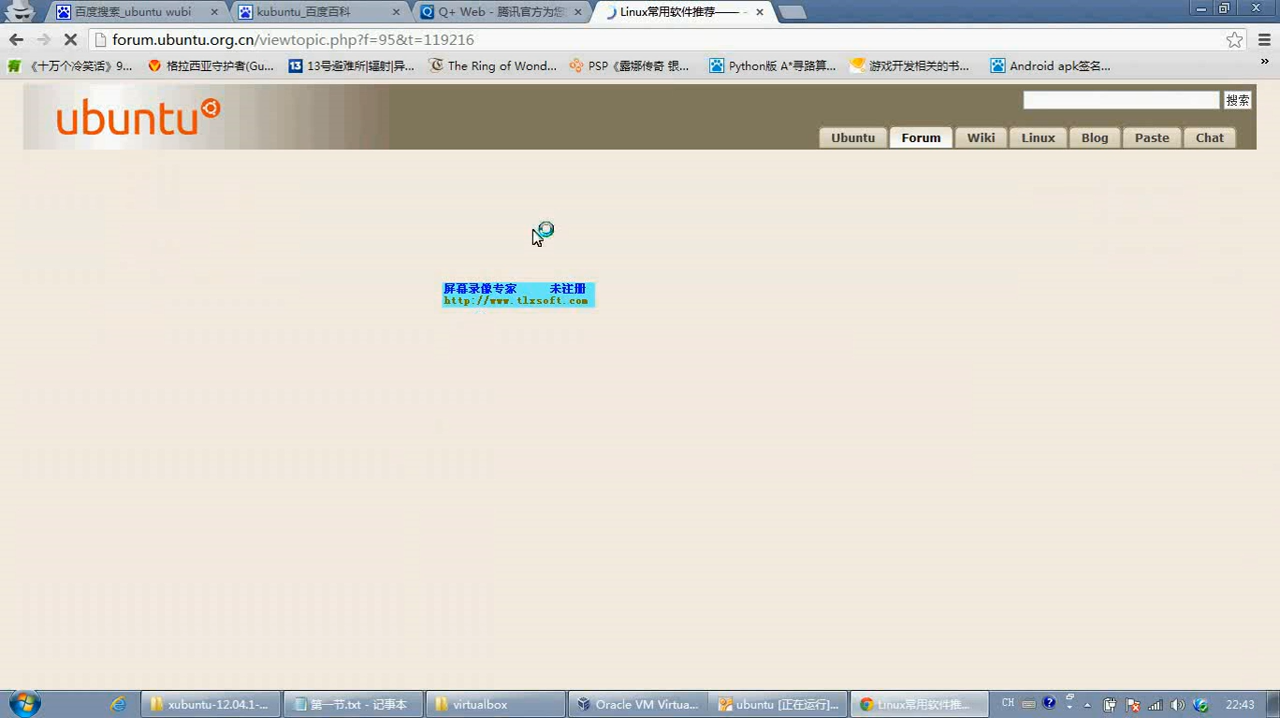 百度搜索_ubuntu wubi
kubuntu_百度百科
Q+ Web - 腾讯官方为您
Linux常用软件推荐——
forum.ubuntu.org.cn/viewtopic.php?f=95&t=119216
《十万个冷笑话》9...
格拉西亚守护者(Gu...
13号避难所|辐射|异...
The Ring of Wond...
PSP《露娜传奇 银...
Python版 A*寻路算...
游戏开发相关的书...
Android apk签名...
ubuntu
搜索
Ubuntu
Forum
Wiki
Linux
Blog
Paste
Chat
屏幕录像专家 未注册
http://www.tlxsoft.com
xubuntu-12.04.1-...
第一节.txt - 记事本
virtualbox
Oracle VM Virtua...
ubuntu [正在运行]...
Linux常用软件推...
CH
22:43